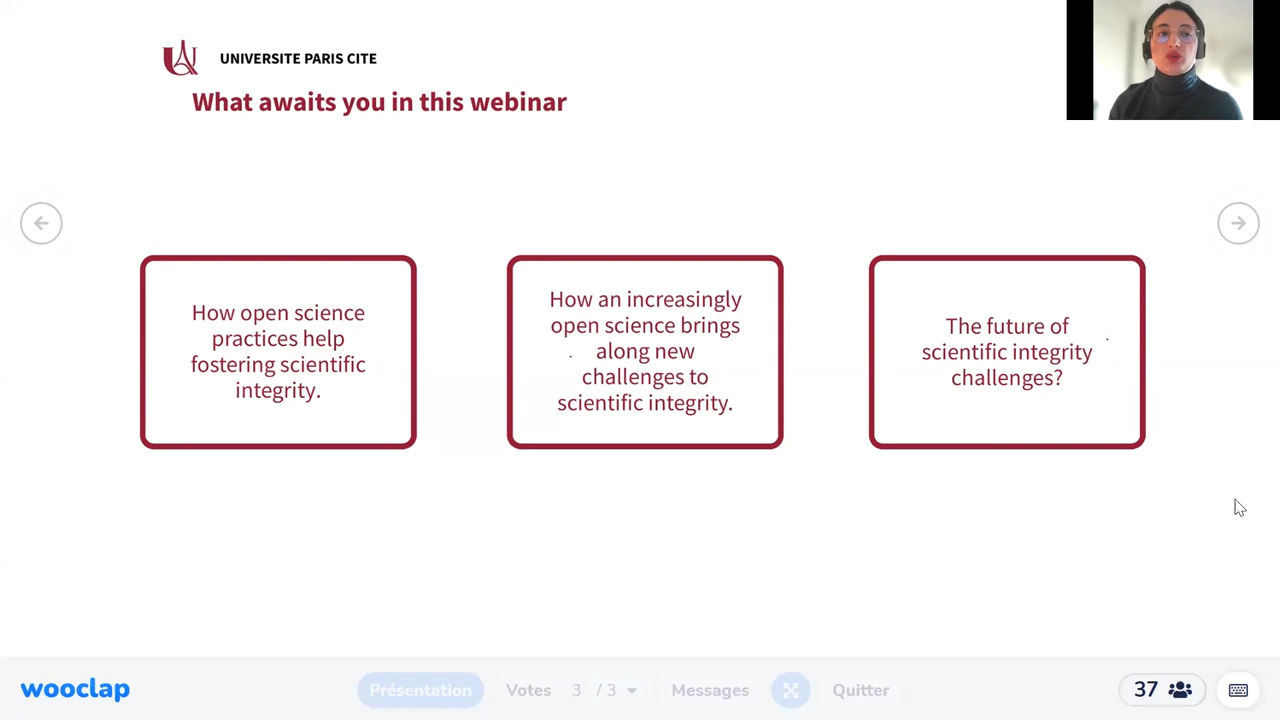 UNIVERSITE PARIS CITE
What awaits you in this webinar
How open science
practices help
fostering scientific
integrity.
How an increasingly
open science brings
along new
challenges to
scientific integrity.
The future of
scientific integrity
challenges?
wooclap
Présentation
Votes
3 / 3
Messages
Quitter
37